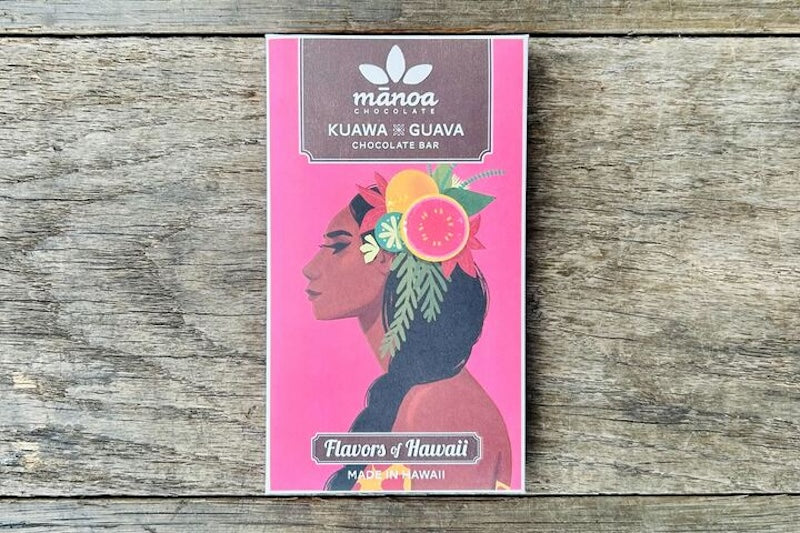 mānoa
CHOCOLATE
KUAWA GUAVA
CHOCOLATE BAR
Flavors of Hawaii
MADE IN HAWAII